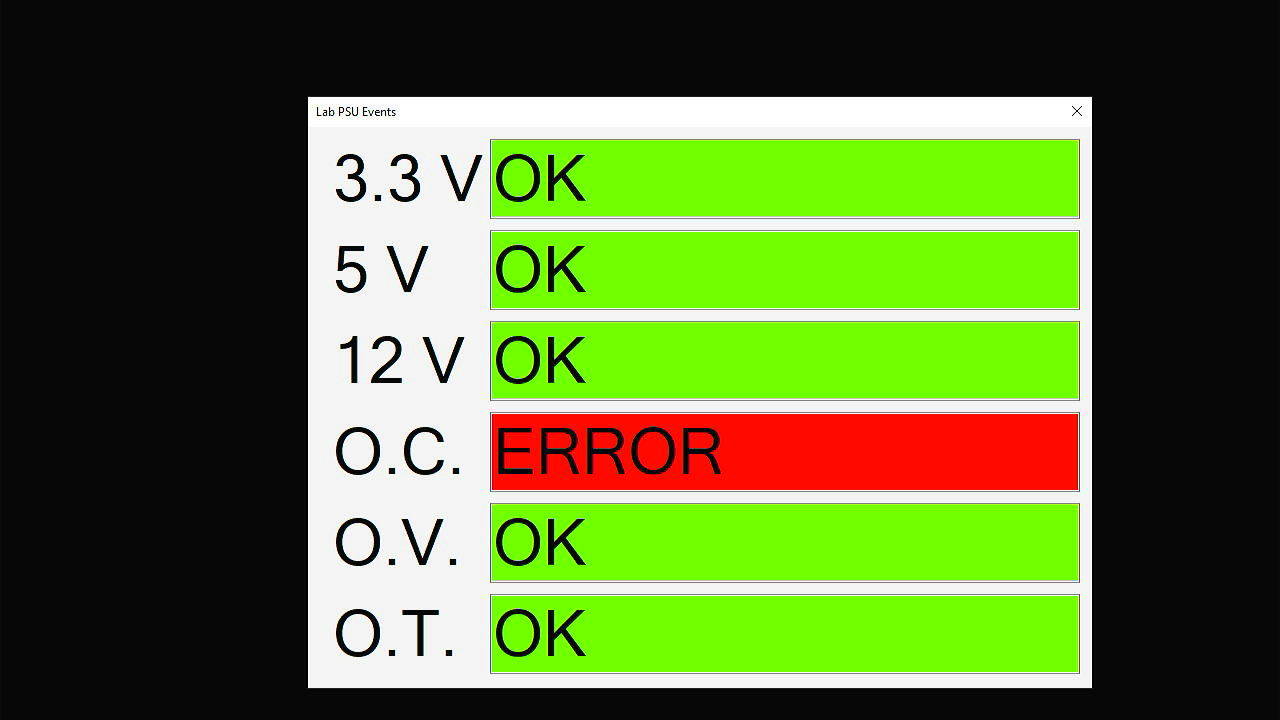 Lab PSU Events
3.3 V OK
5 V OK
12 V OK
O.C. ERROR
O.V. OK
O.T. OK